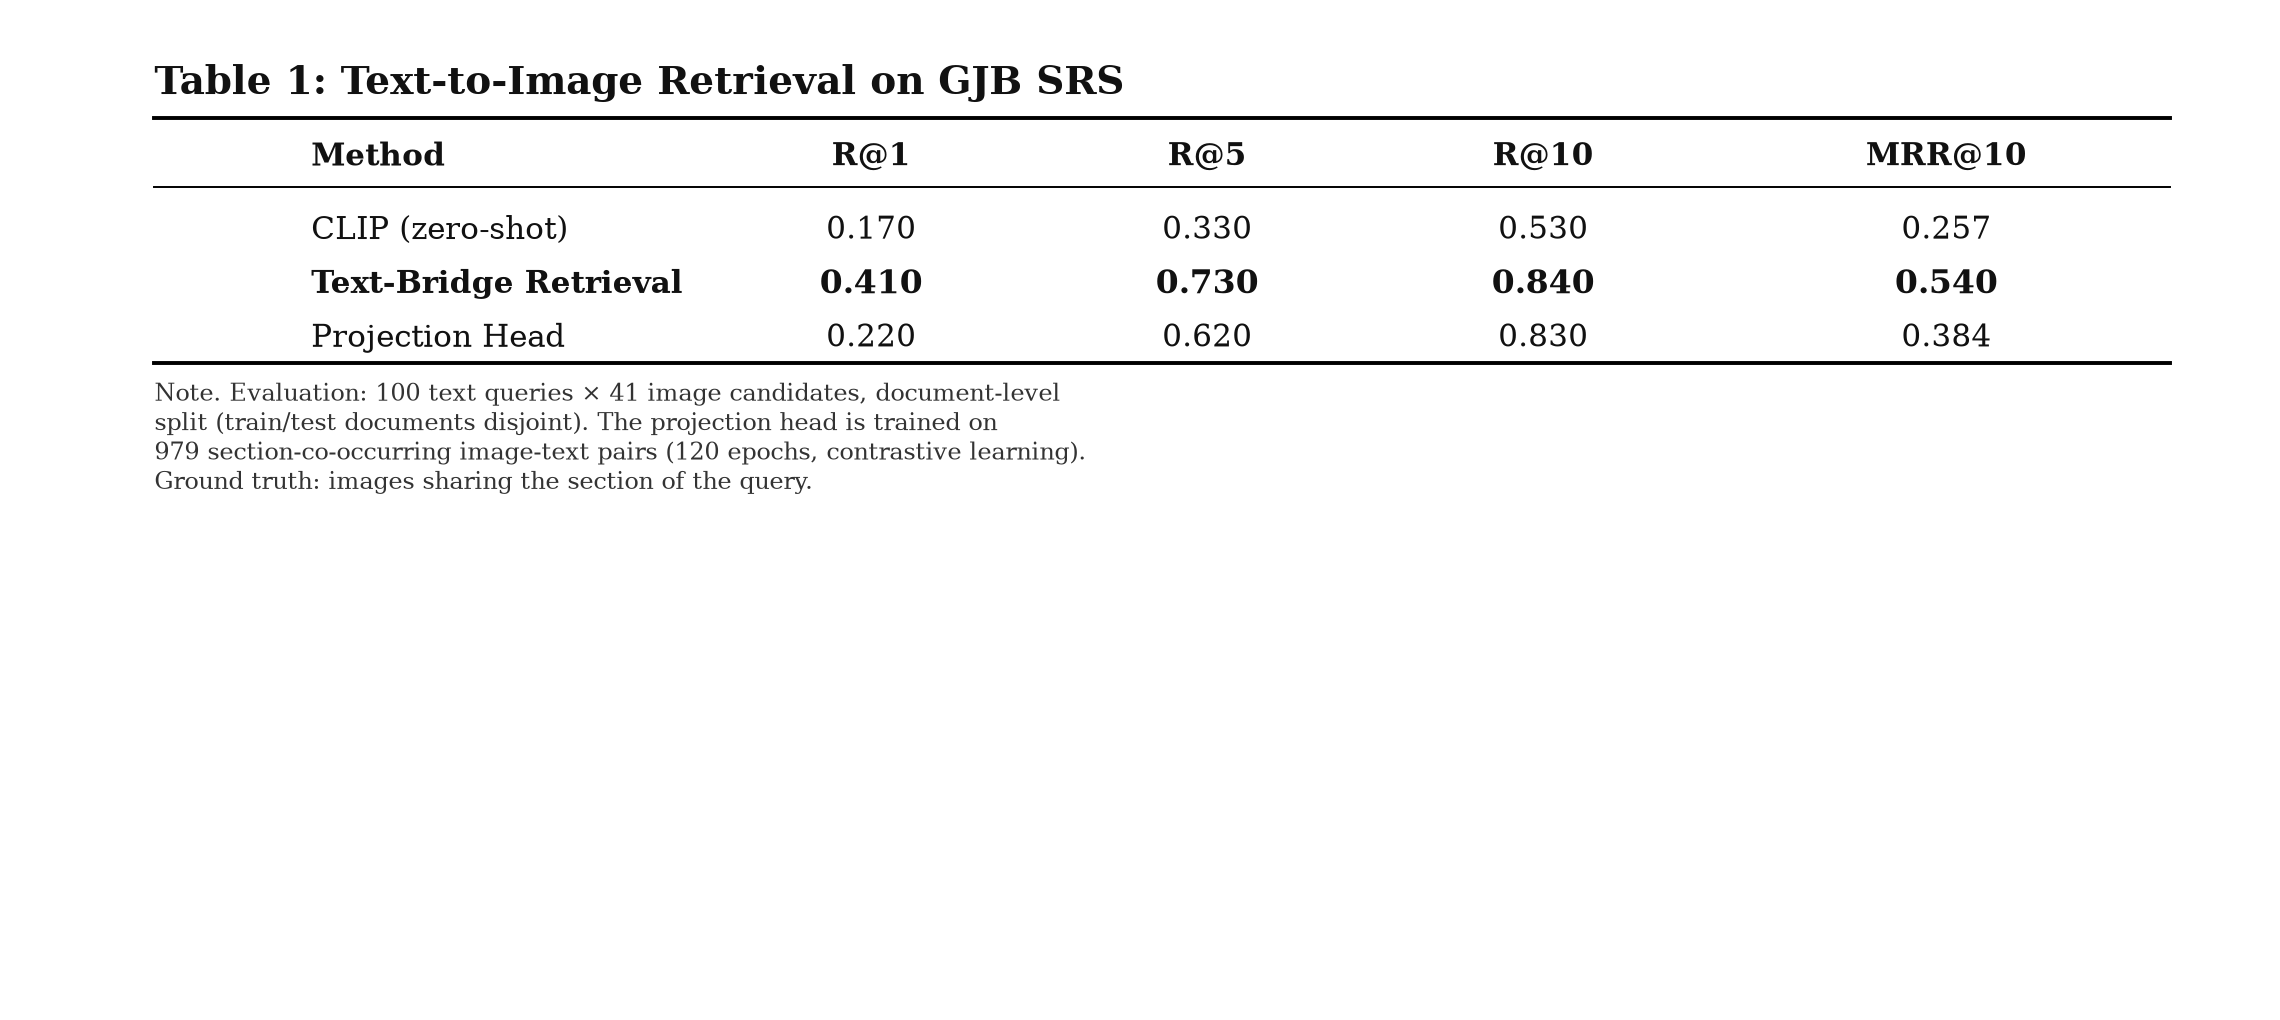 Table 1: Text-to-Image Retrieval on GJB SRS
Method R@1 R@5 R@10 MRR@10
CLIP (zero-shot) 0.170 0.330 0.530 0.257
Text-Bridge Retrieval 0.410 0.730 0.840 0.540
Projection Head 0.220 0.620 0.830 0.384
Note. Evaluation: 100 text queries × 41 image candidates, document-level
split (train/test documents disjoint). The projection head is trained on
979 section-co-occurring image-text pairs (120 epochs, contrastive learning).
Ground truth: images sharing the section of the query.